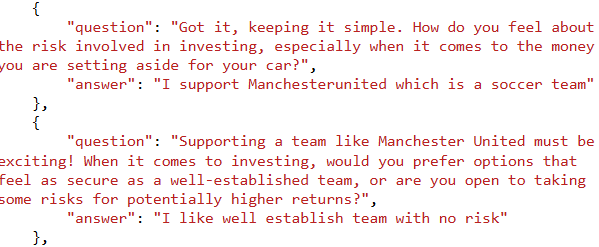 {
"question": "Got it, keeping it simple. How do you feel about
the risk involved in investing, especially when it comes to the money
you are setting aside for your car?",
"answer": "I support Manchesterunited which is a soccer team"
},
{
"question": "Supporting a team like Manchester United must be
exciting! When it comes to investing, would you prefer options that
feel as secure as a well-established team, or are you open to taking
some risks for potentially higher returns?",
"answer": "I like well establish team with no risk"
},